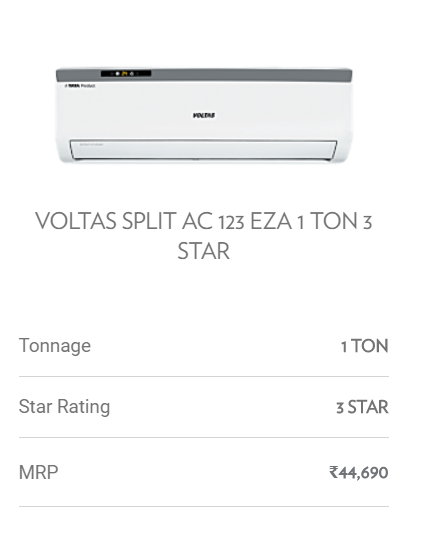 A TATA Product
VOLTAS
VOLTAS SPLIT AC 123 EZA 1 TON 3
STAR
Tonnage
1 TON
Star Rating
3 STAR
MRP
₹44,690